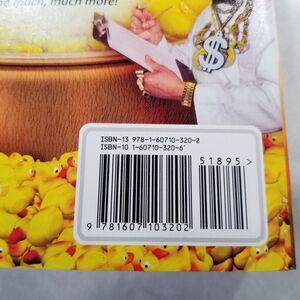 much, much more!
$
ISBN-13 978-1-60710-320-2
ISBN-10 1-60710-320-6
51895 >
9 781607 103202